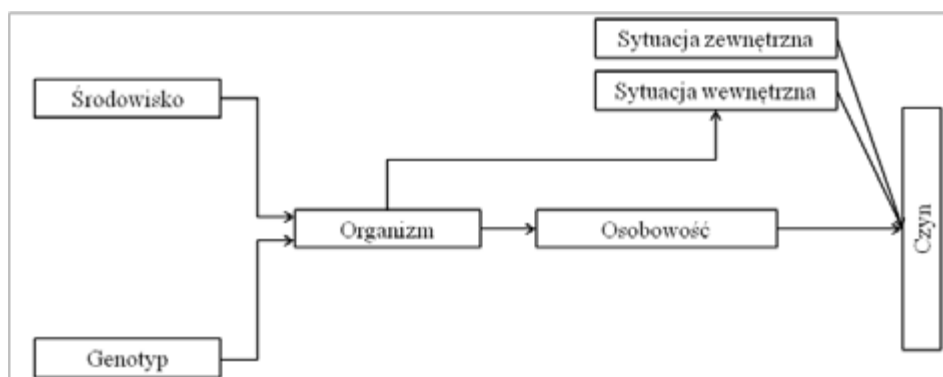 Sytuacja zewnętrzna
Sytuacja wewnętrzna
Środowisko
Organizm
Osobowość
Czyn
Genotyp